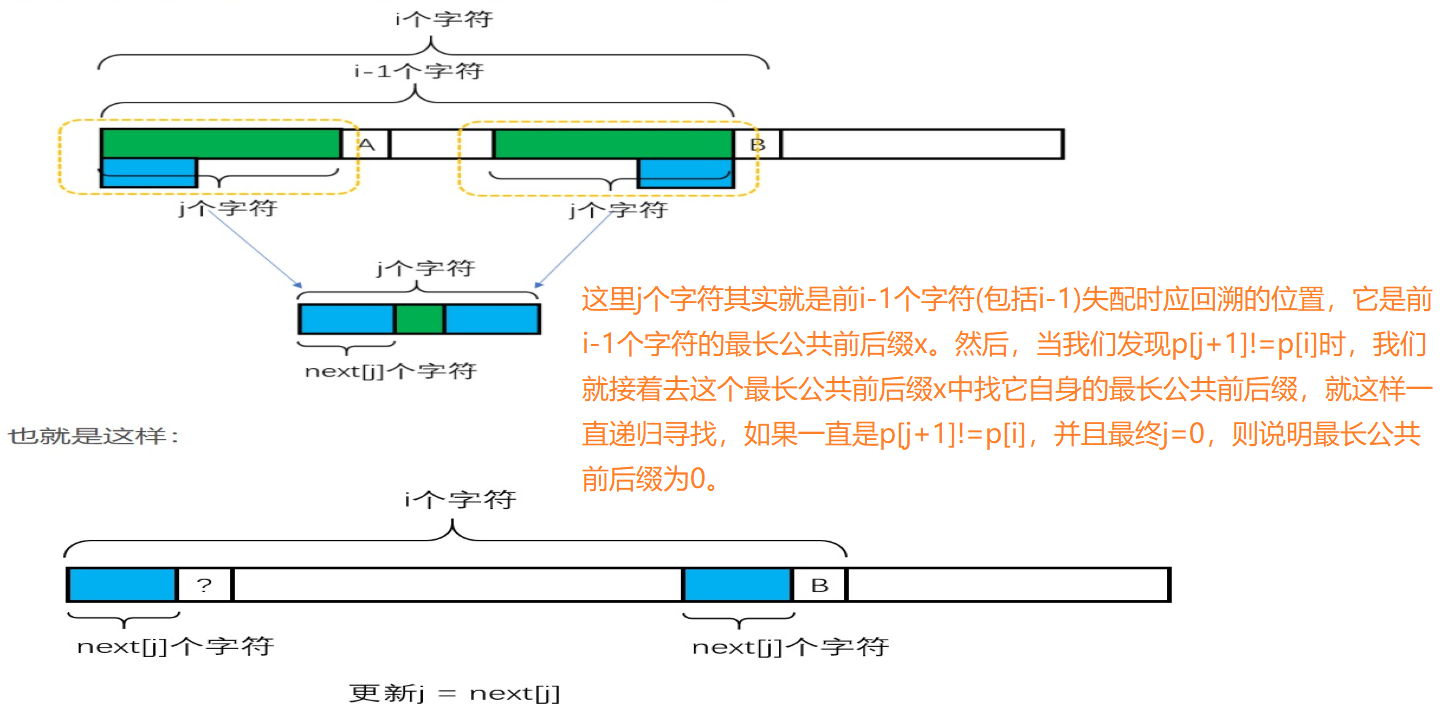 i个字符
i-1个字符
A
B
j个字符
j个字符
j个字符
next[j]个字符
这里j个字符其实就是前i-1个字符(包括i-1)失配时应回溯的位置，它是前
i-1个字符的最长公共前后缀x。然后，当我们发现p[j+1]!=p[i]时，我们
就接着去这个最长公共前后缀x中找它自身的最长公共前后缀，就这样一
直递归寻找，如果一直是p[j+1]!=p[i]，并且最终j=0，则说明最长公共
前后缀为0。
也就是这样：
i个字符
?
B
next[j]个字符
next[j]个字符
更新j = next[j]